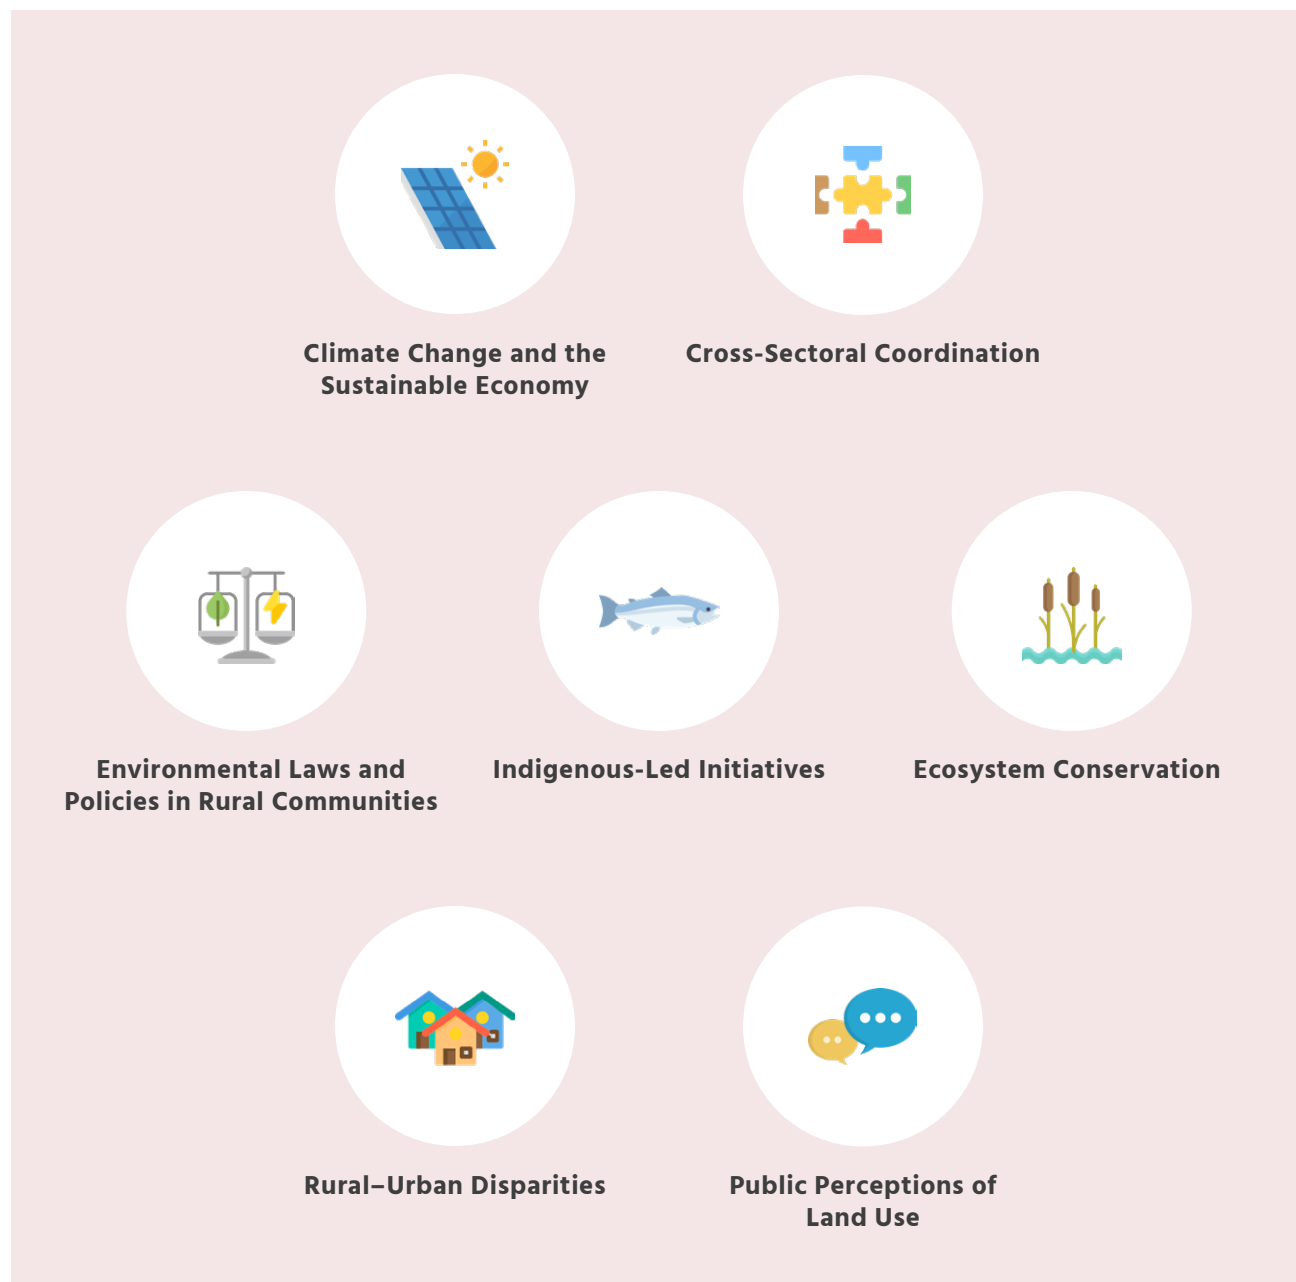 Climate Change and the
Sustainable Economy
Cross-Sectoral Coordination
Environmental Laws and
Policies in Rural Communities
Indigenous-Led Initiatives
Ecosystem Conservation
Rural–Urban Disparities
Public Perceptions of
Land Use